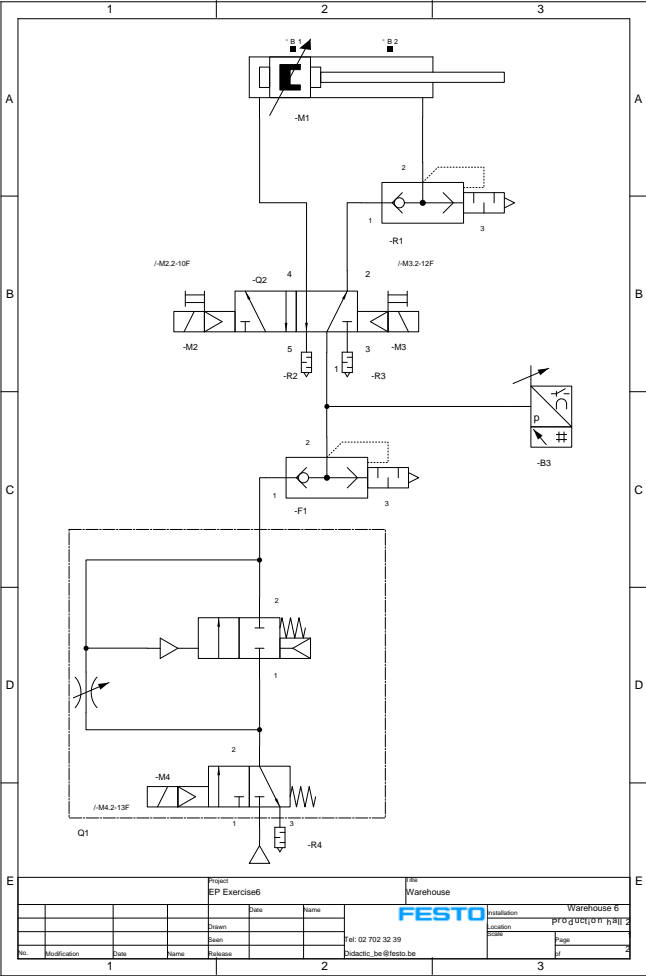 1 2 3
° B 1 ° B 2
A A
-M1
2
1 3
-R1
/-M2.2-10F /-M3.2-12F
-Q2 4 2
B B
-M2 5 3 -M3
-R2 1 -R3
p #
2
-B3
C C
1 3
-F1
2
D D
1
2
-M4
/-M4.2-13F
1 3
Q1
-R4
E E
Project Title
EP Exercise6 Warehouse
Date Name FESTO Installation Warehouse 6
Drawn Location Production hall 2
Seen Tel: 02 702 32 39 Scale Page
No. Modification Date Name Release Didactic_be@festo.be of 2
1 2 3